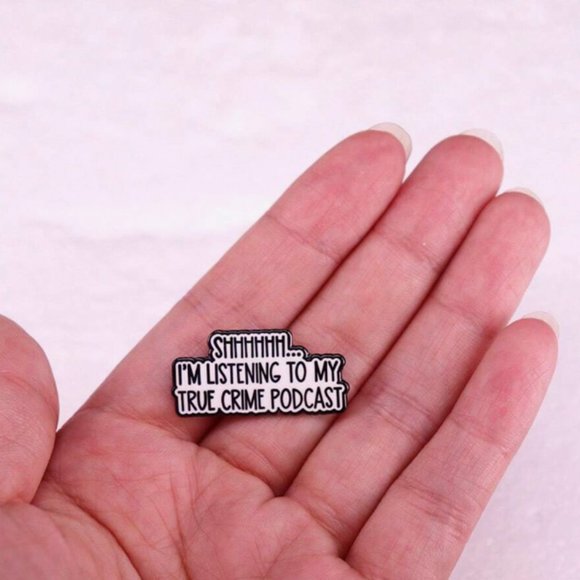 SHHHHHH...
I'M LISTENING TO MY
TRUE CRIME PODCAST